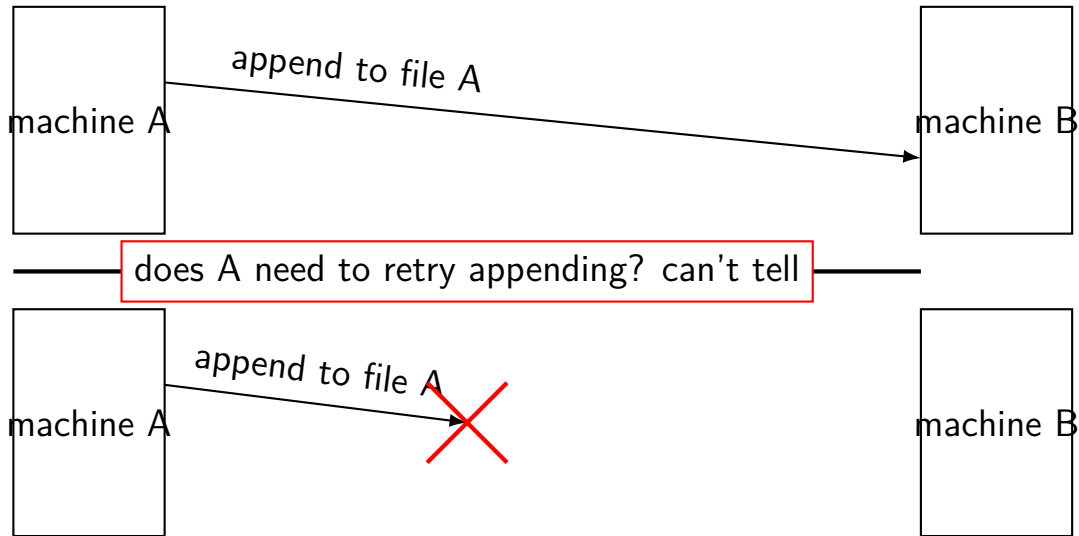 append to file A
machine A
machine B
does A need to retry appending? can't tell
append to file A
machine A
machine B